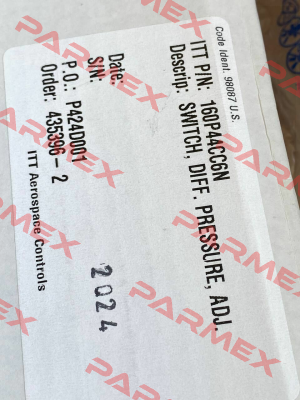 Code Ident. 98087 U.S.
ITT P/N: 160P44CC6N
Descrip: SWITCH, DIFF. PRESSURE, ADJ.
Date:
S/N:
2024
P.O.: P424D001
Order: 435396-2
ITT Aerospace Controls
PARMEX
PARMEX
PARMEX
PARMEX
PARMEX
PARMEX